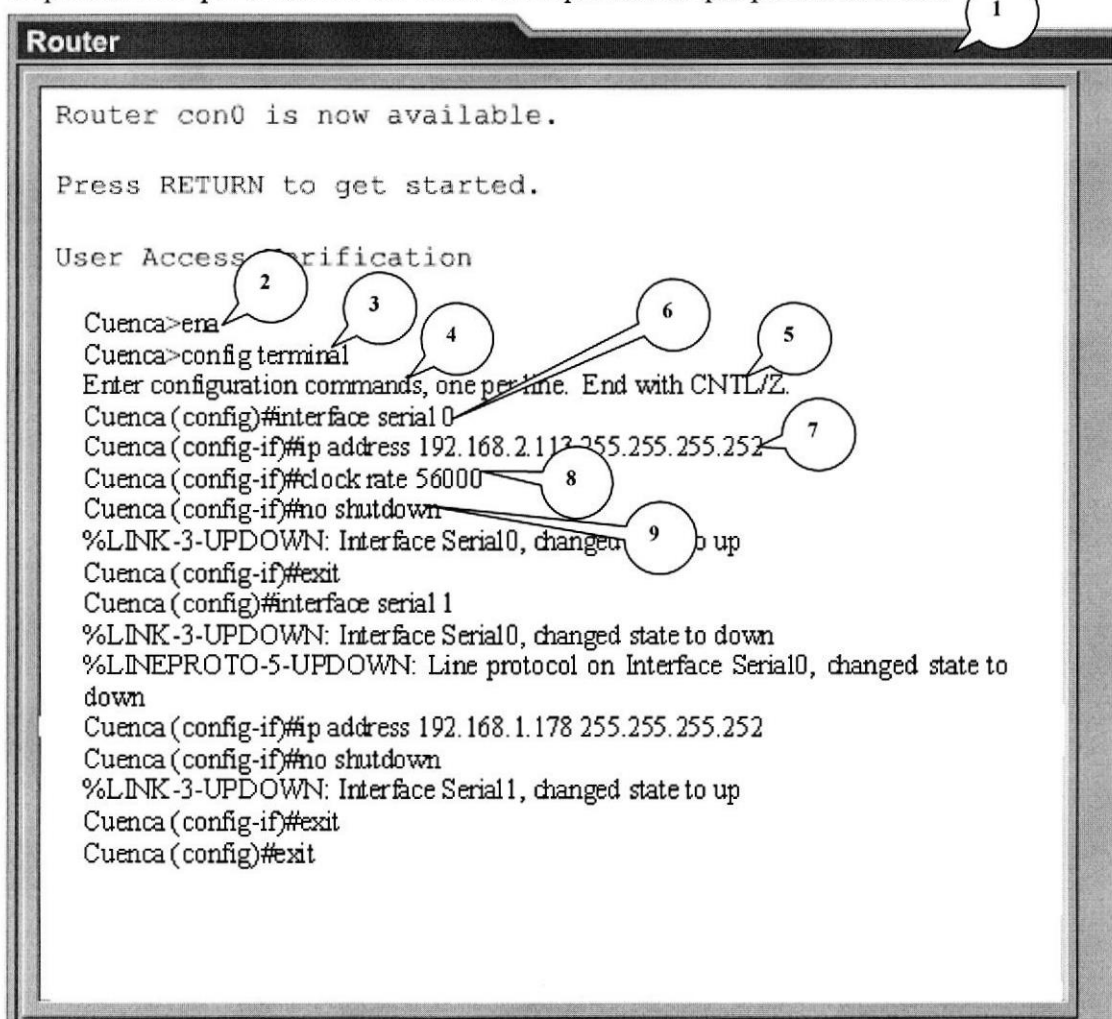 1
Router
Router con0 is now available.
Press RETURN to get started.
User Access Verification
2
3
4
6
5
Cuenca>ena
Cuenca>config terminal
Enter configuration commands, one per line. End with CNTL/Z.
Cuenca (config)#interface serial 0
Cuenca (config-if)#ip address 192.168.2.113 255.255.255.252
7
Cuenca (config-if)#clock rate 56000
8
Cuenca (config-if)#no shutdown
9
%LINK-3-UPDOWN: Interface Serial0, changed to up
Cuenca (config-if)#exit
Cuenca (config)#interface serial 1
%LINK-3-UPDOWN: Interface Serial0, changed state to down
%LINEPROTO-5-UPDOWN: Line protocol on Interface Serial0, changed state to
down
Cuenca (config-if)#ip address 192.168.1.178 255.255.255.252
Cuenca (config-if)#no shutdown
%LINK-3-UPDOWN: Interface Serial1, changed state to up
Cuenca (config-if)#exit
Cuenca (config)#exit